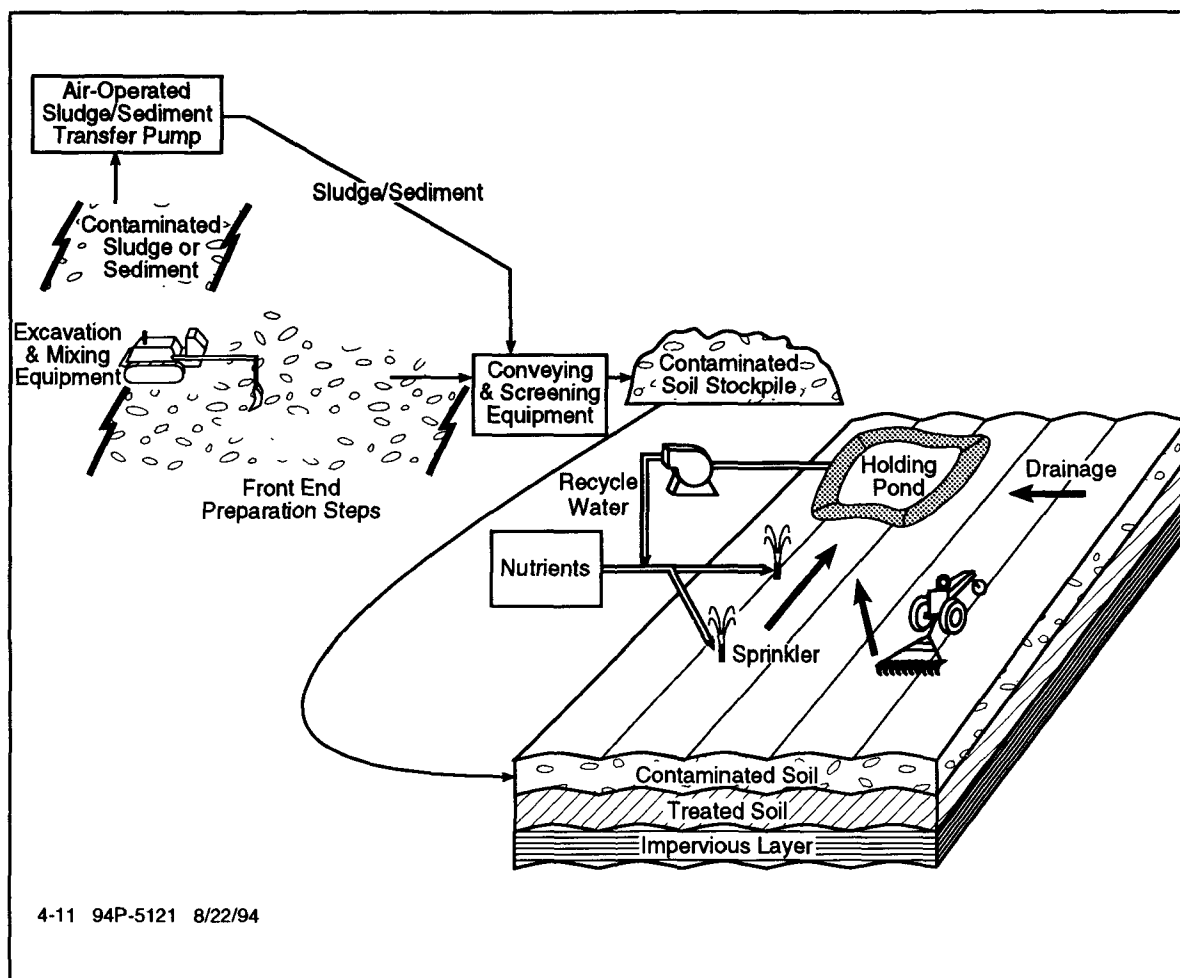 Air-Operated
Sludge/Sediment
Transfer Pump
Sludge/Sediment
Contaminated
Sludge or
Sediment
Excavation
& Mixing
Equipment
Conveying
& Screening
Equipment
Contaminated
Soil Stockpile
Front End
Preparation Steps
Recycle
Water
Holding
Pond
Drainage
Nutrients
Sprinkler
Contaminated Soil
Treated Soil
Impervious Layer
4-11 94P-5121 8/22/94